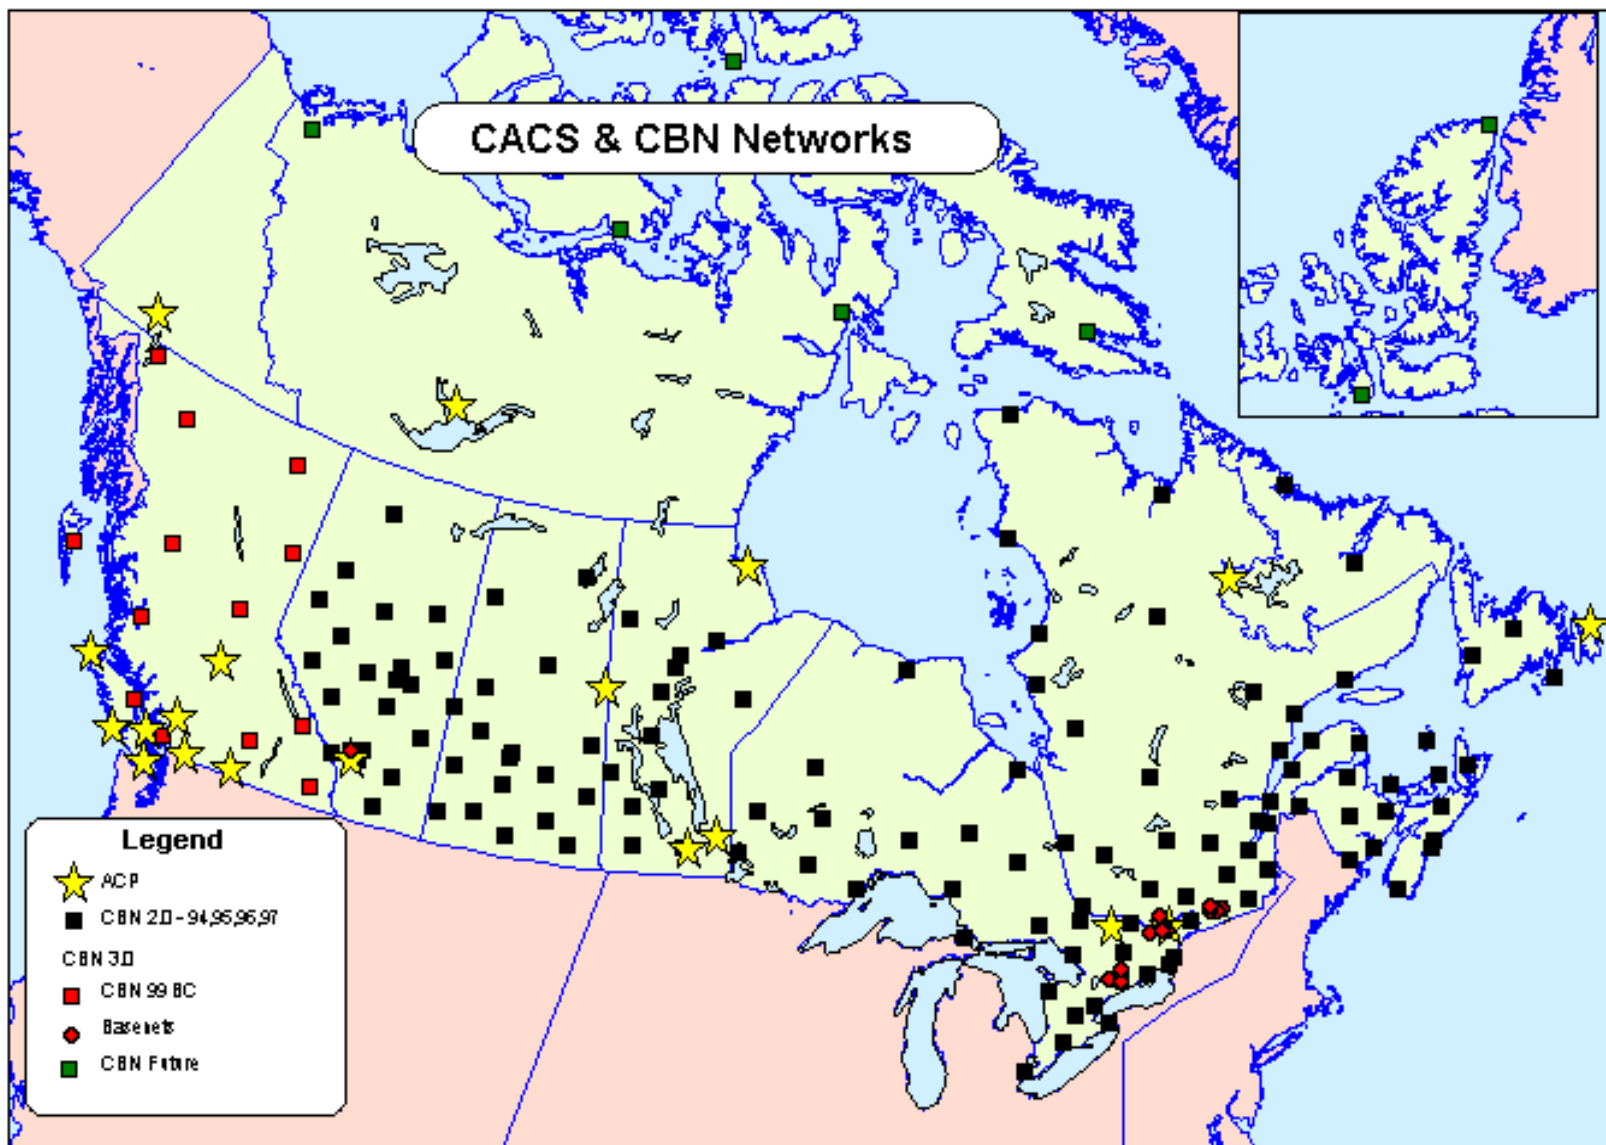 CACS & CBN Networks
Legend
ACP
CBN 2.0 - 94,95,96,97
CBN 3.0
CBN 99 BC
Basenets
CBN Future